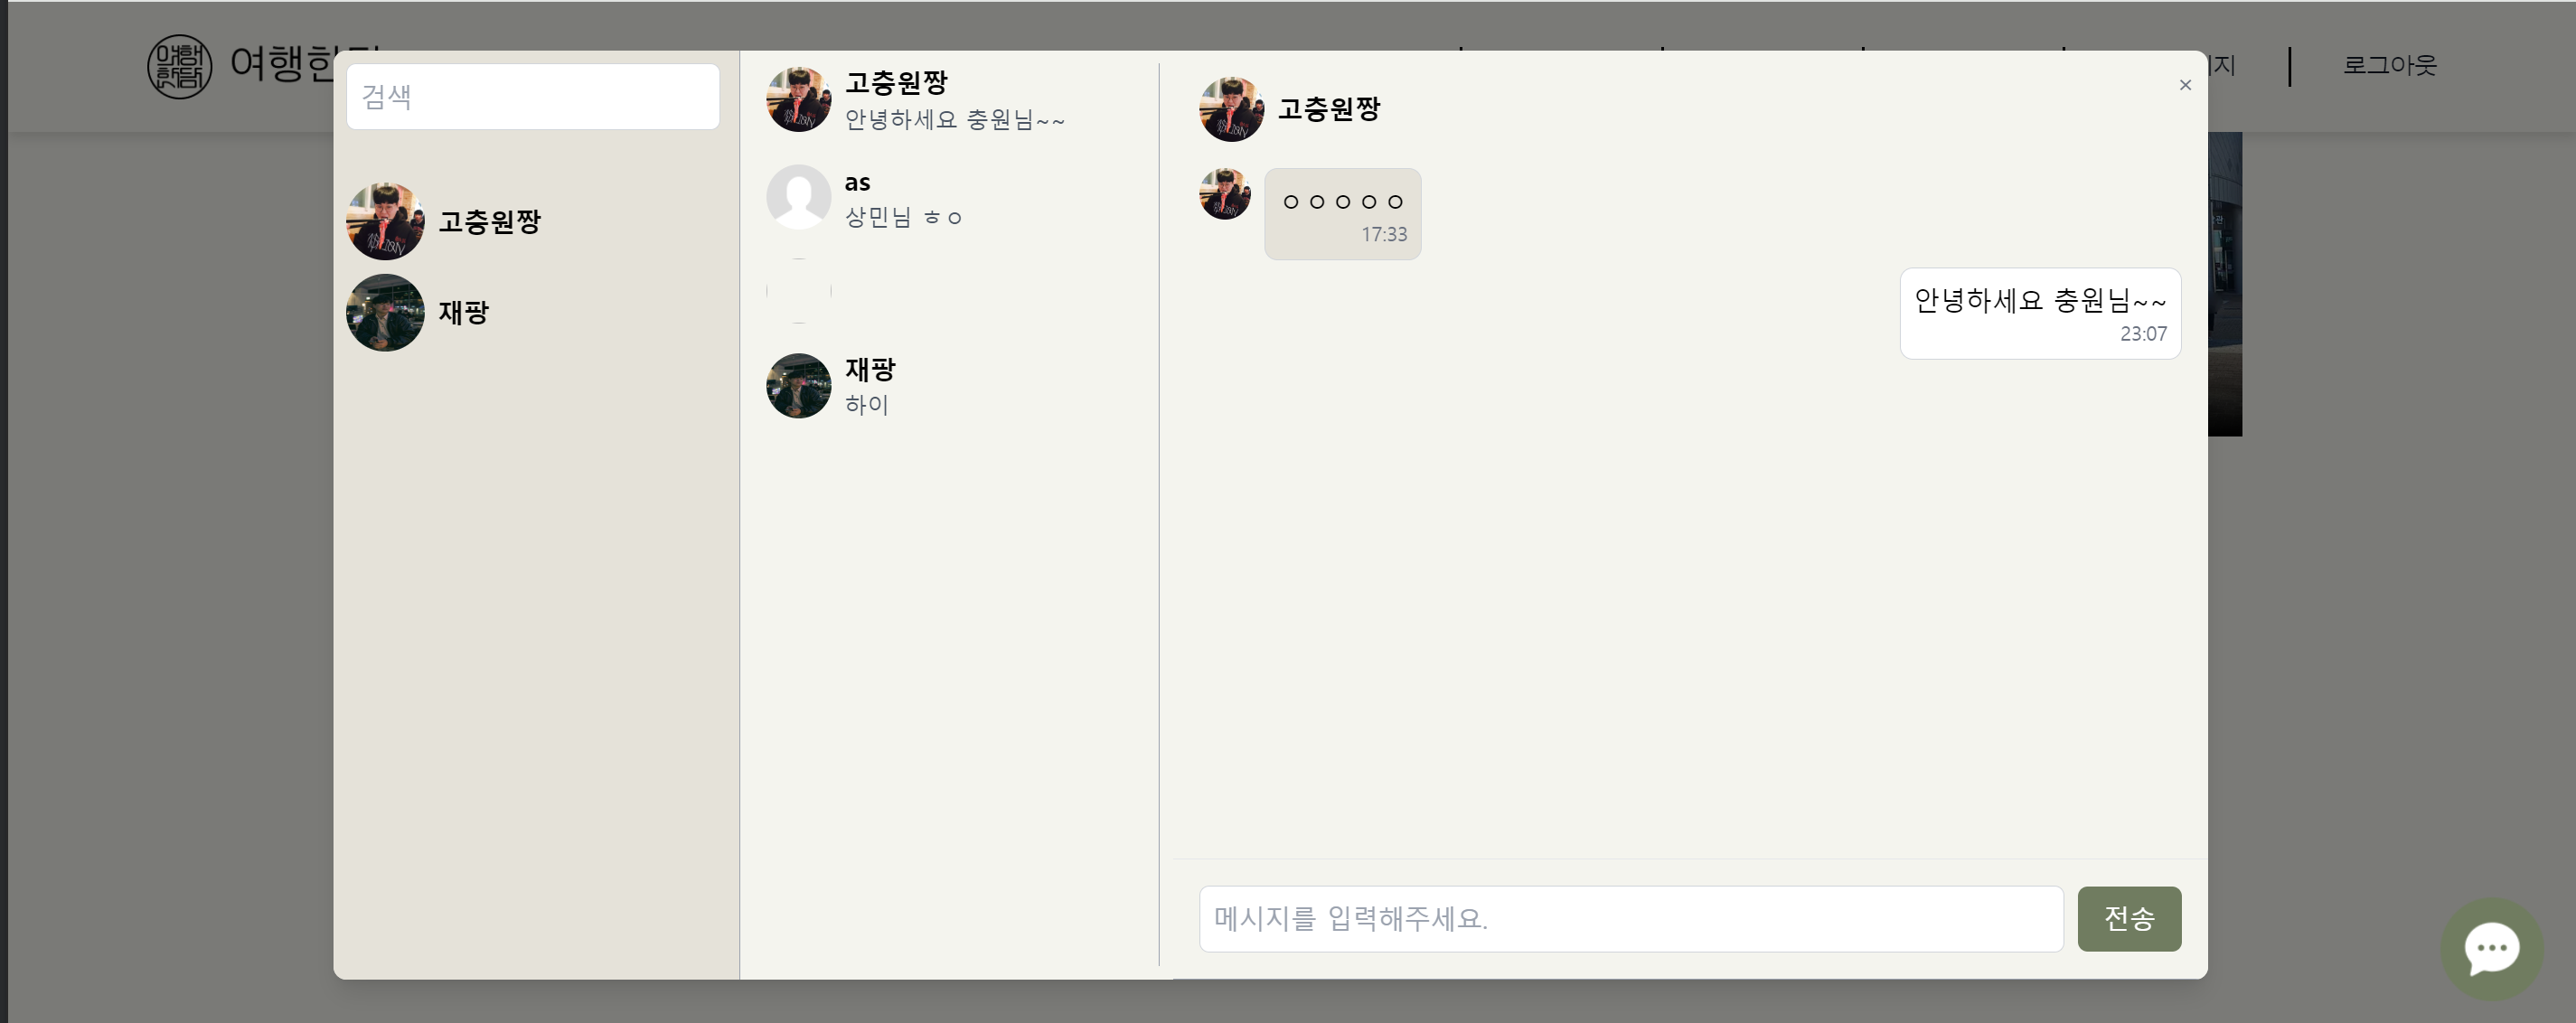 여행
한담
로그아웃
검색
고충원짱
재팡
고충원짱
안녕하세요 충원님~~
as
상민님 ㅎㅇ
재팡
하이
고충원짱
×
ㅇㅇㅇㅇㅇ
17:33
안녕하세요 충원님~~
23:07
메시지를 입력해주세요.
전송